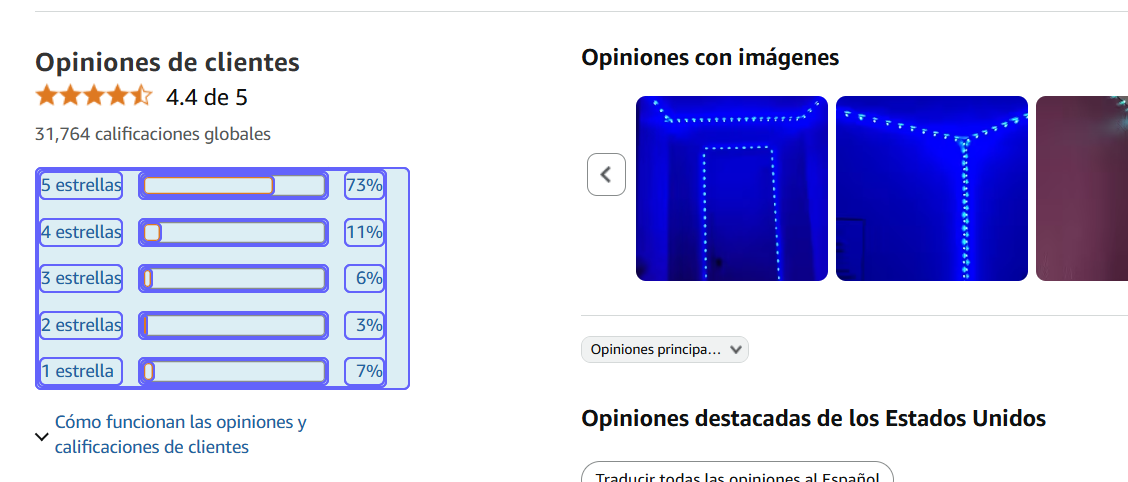 Opiniones de clientes
4.4 de 5
31,764 calificaciones globales
5 estrellas 73%
4 estrellas 11%
3 estrellas 6%
2 estrellas 3%
1 estrella 7%
Cómo funcionan las opiniones y
calificaciones de clientes
Opiniones con imágenes
Opiniones principa...
Opiniones destacadas de los Estados Unidos
Traducir todas las opiniones al Español